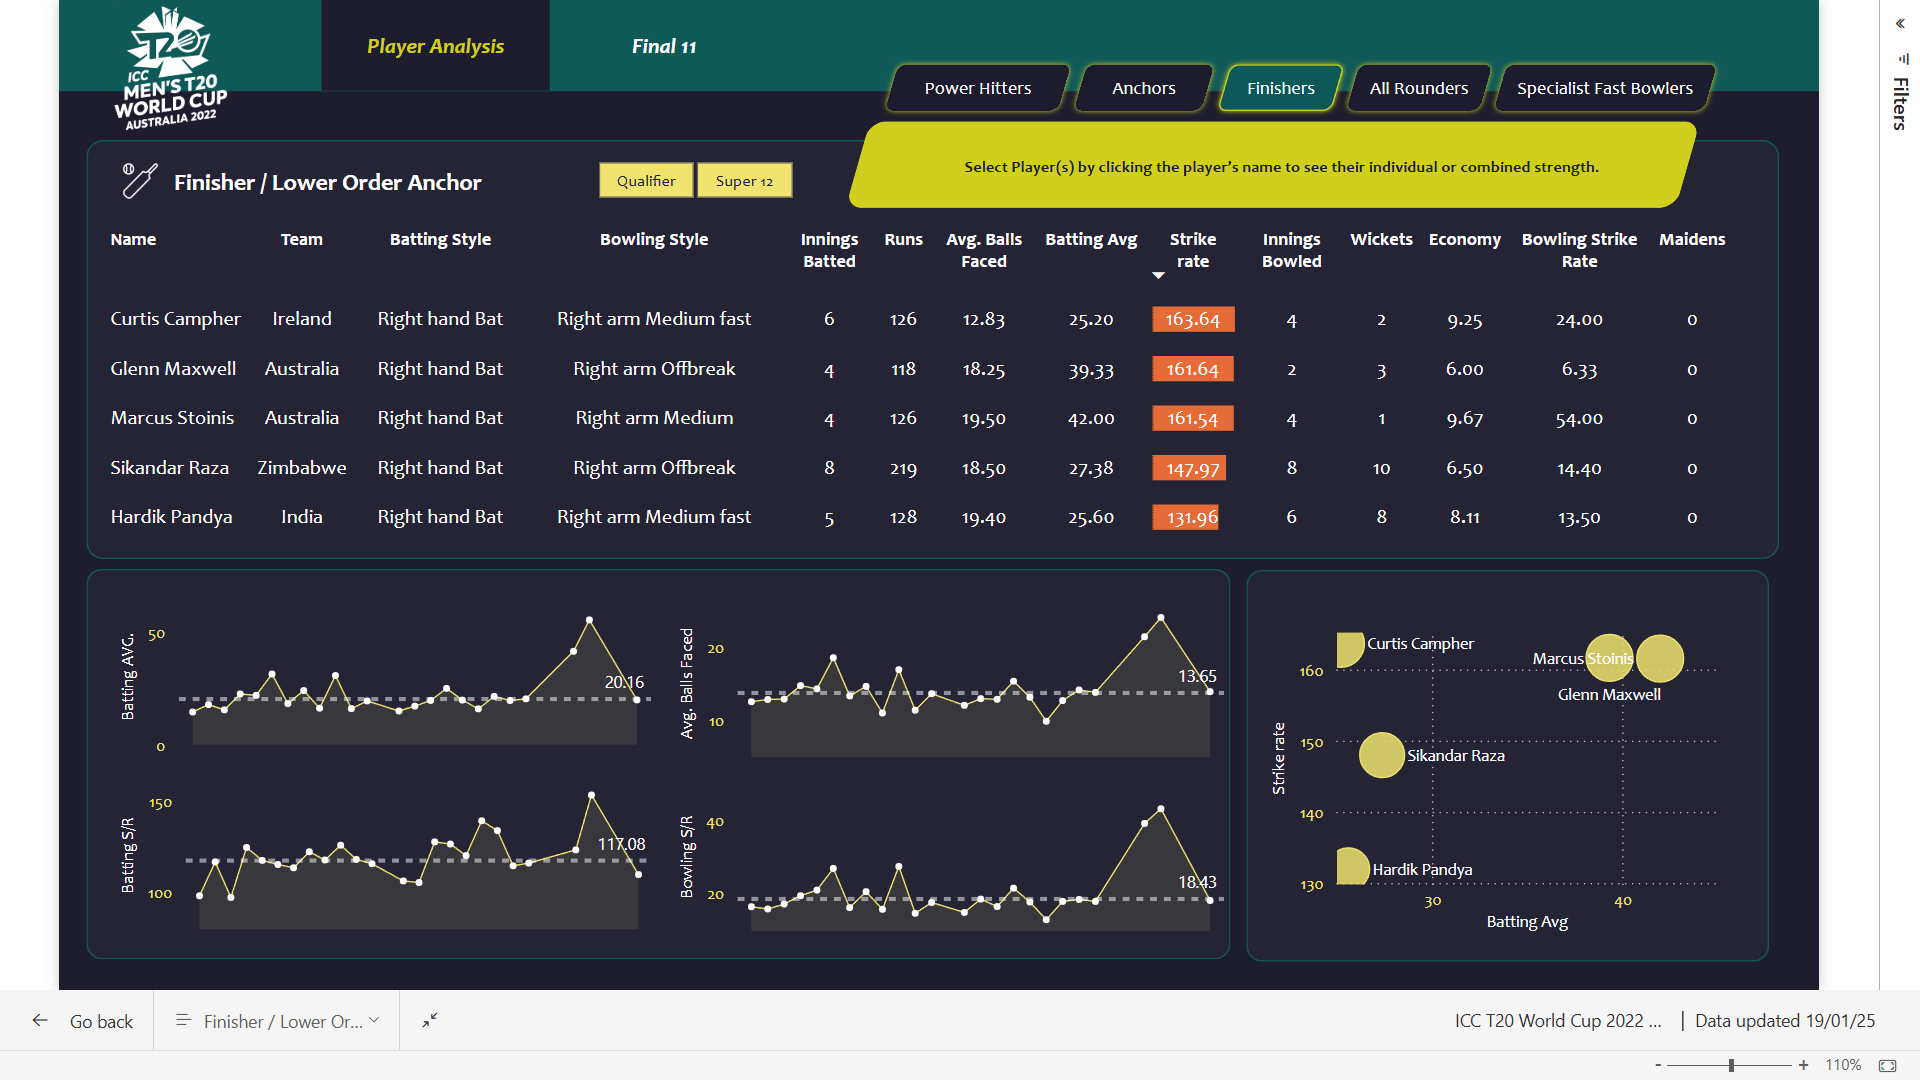 ICC
MEN'S T20
WORLD CUP
AUSTRALIA 2022
T20
Player Analysis
Final 11
Power Hitters
Anchors
Finishers
All Rounders
Specialist Fast Bowlers
Select Player(s) by clicking the player's name to see their individual or combined strength.
Finisher / Lower Order Anchor
Qualifier
Super 12
Name Team Batting Style Bowling Style Innings Batted Runs Avg. Balls Faced Batting Avg Strike rate Innings Bowled Wickets Economy Bowling Strike Rate Maidens
Curtis Campher Ireland Right hand Bat Right arm Medium fast 6 126 12.83 25.20 163.64 4 2 9.25 24.00 0
Glenn Maxwell Australia Right hand Bat Right arm Offbreak 4 118 18.25 39.33 161.64 2 3 6.00 6.33 0
Marcus Stoinis Australia Right hand Bat Right arm Medium 4 126 19.50 42.00 161.54 4 1 9.67 54.00 0
Sikandar Raza Zimbabwe Right hand Bat Right arm Offbreak 8 219 18.50 27.38 147.97 8 10 6.50 14.40 0
Hardik Pandya India Right hand Bat Right arm Medium fast 5 128 19.40 25.60 131.96 6 8 8.11 13.50 0
Batting AVG.
50
0
20.16
Avg. Balls Faced
20
10
13.65
Batting S/R
150
100
117.08
Bowling S/R
40
20
18.43
Strike rate
160
150
140
130
30
40
Batting Avg
Curtis Campher
Marcus Stoinis
Glenn Maxwell
Sikandar Raza
Hardik Pandya
Filters
Go back
Finisher / Lower Or...
ICC T20 World Cup 2022 ... | Data updated 19/01/25
- + 110%